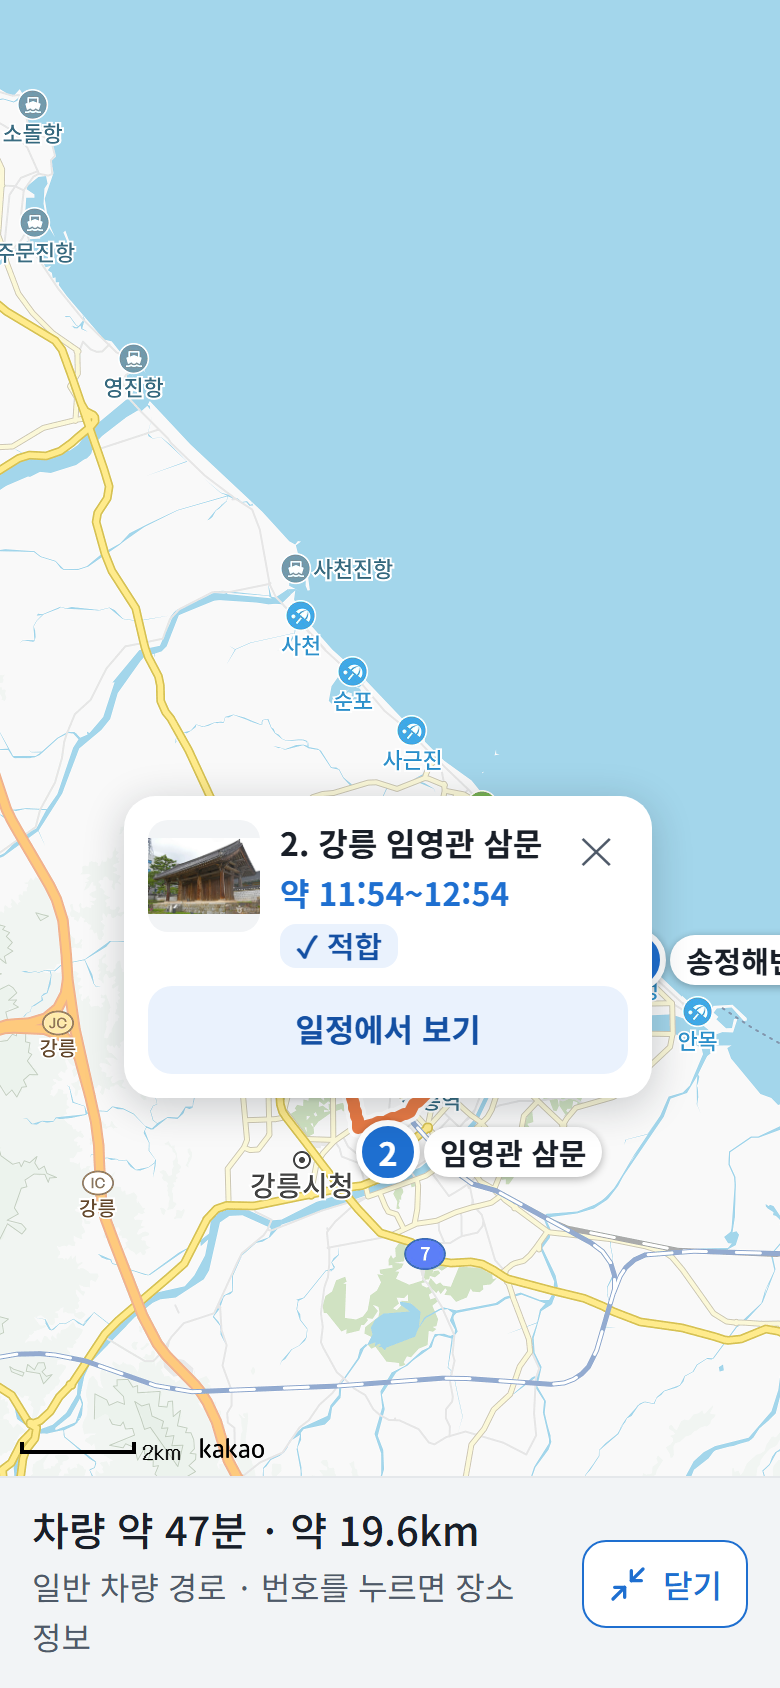 소돌항
주문진항
영진항
사천진항
사천
순포
사근진
2. 강릉 임영관 삼문
약 11:54~12:54
✓ 적합
일정에서 보기
송정해변
안목
JC
강릉
2
임영관 삼문
강릉시청
IC
강릉
7
2km
kakao
차량 약 47분 · 약 19.6km
일반 차량 경로 · 번호를 누르면 장소
정보
닫기